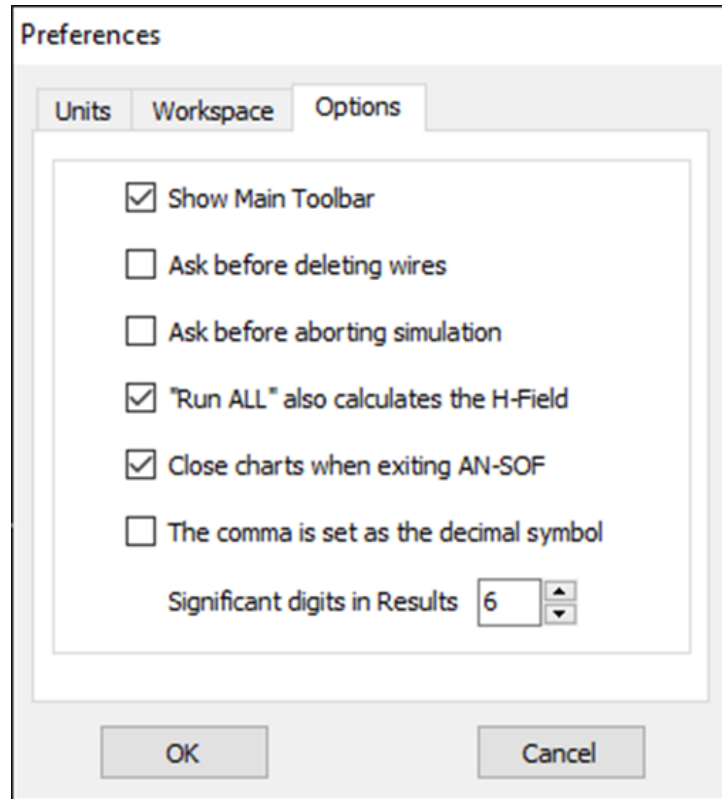 Preferences
Units Workspace Options
Show Main Toolbar
Ask before deleting wires
Ask before aborting simulation
"Run ALL" also calculates the H-Field
Close charts when exiting AN-SOF
The comma is set as the decimal symbol
Significant digits in Results 6
OK Cancel